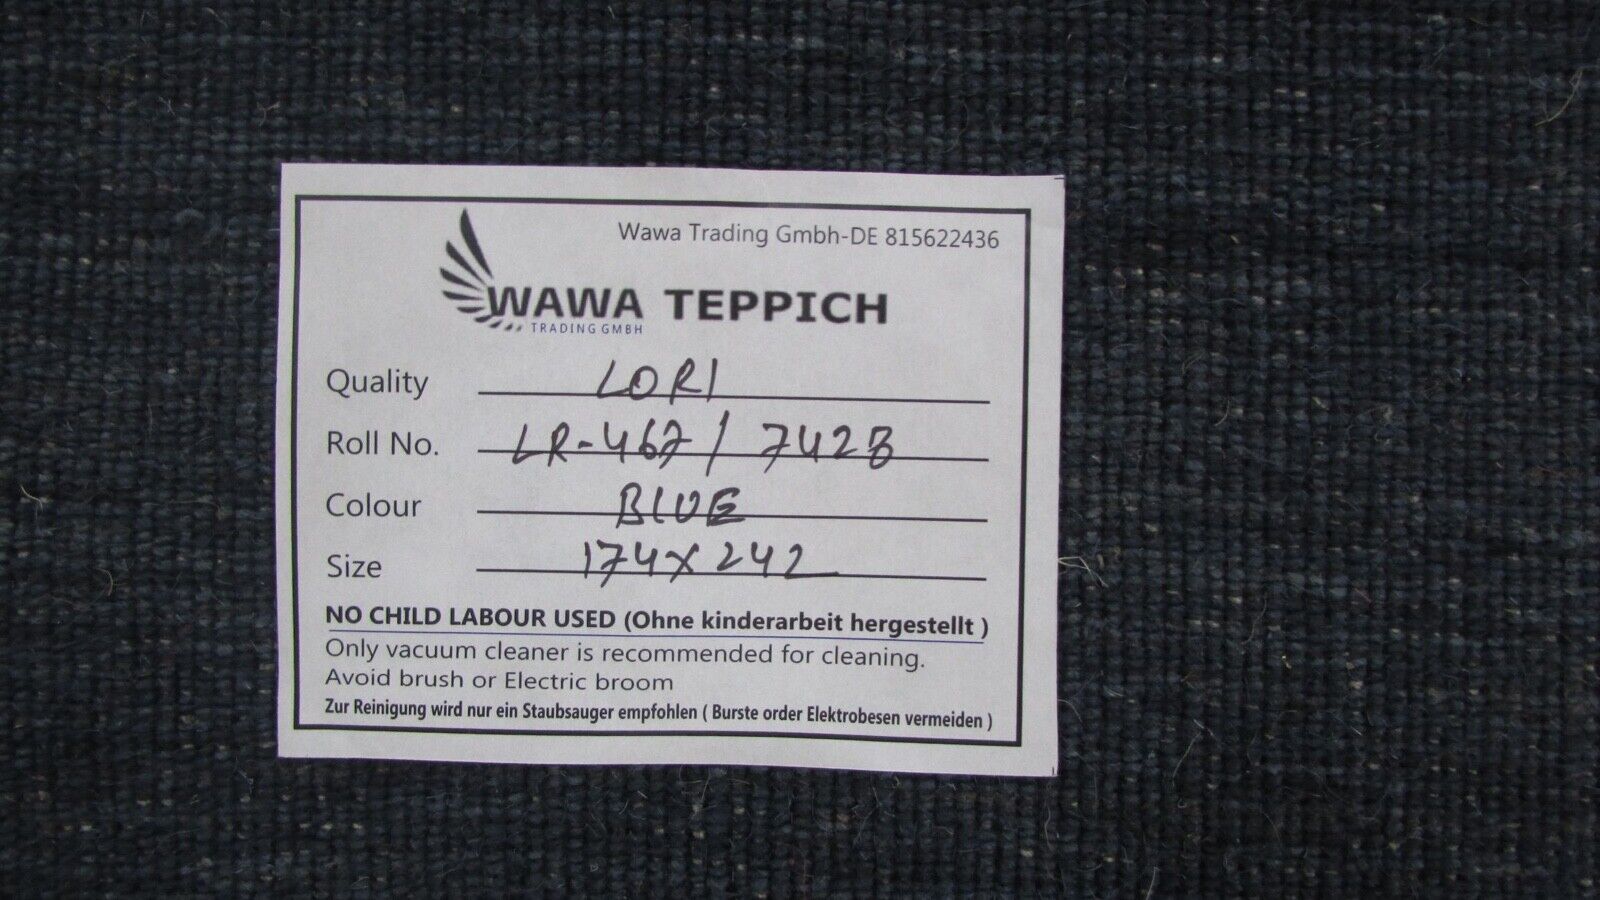 Wawa Trading Gmbh-DE 815622436
WAWA TEPPICH
TRADING GMBH
Quality LORI
Roll No. LR-467 / 7428
Colour BLUE
Size 174X242
NO CHILD LABOUR USED (Ohne kinderarbeit hergestellt )
Only vacuum cleaner is recommended for cleaning.
Avoid brush or Electric broom
Zur Reinigung wird nur ein Staubsauger empfohlen ( Burste order Elektrobesen vermeiden )